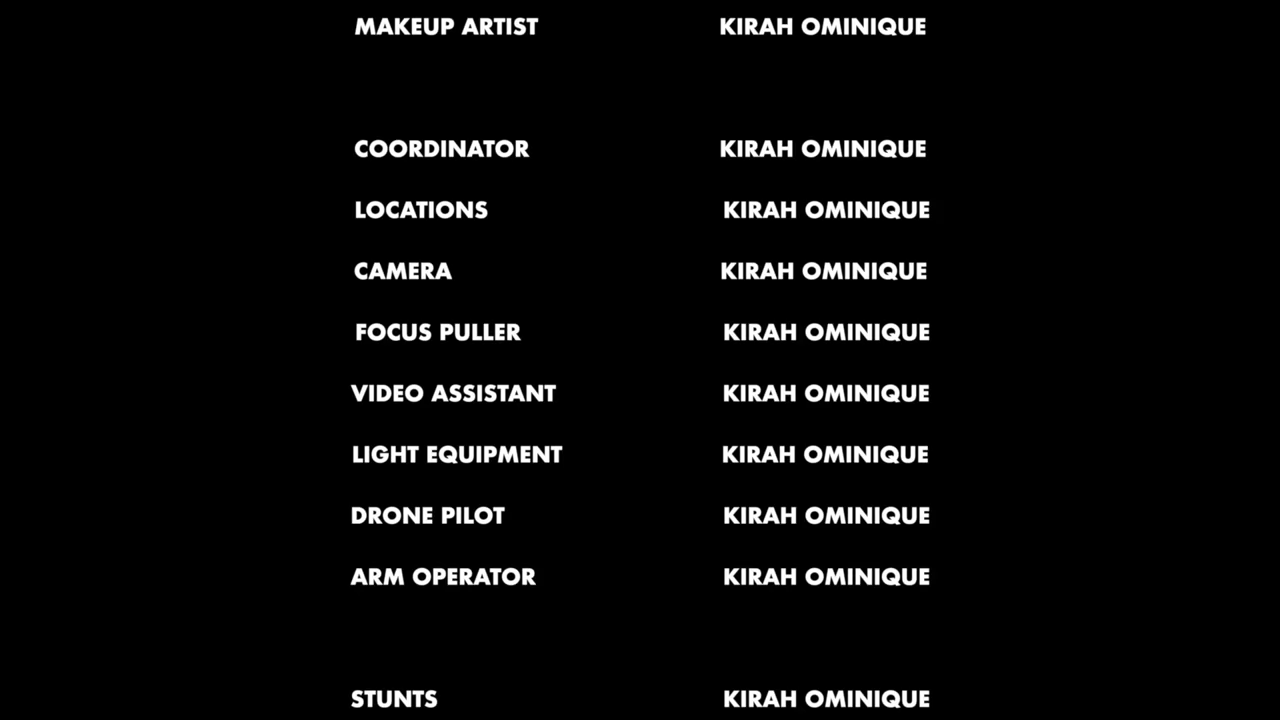 MAKEUP ARTIST KIRAH OMINIQUE
COORDINATOR KIRAH OMINIQUE
LOCATIONS KIRAH OMINIQUE
CAMERA KIRAH OMINIQUE
FOCUS PULLER KIRAH OMINIQUE
VIDEO ASSISTANT KIRAH OMINIQUE
LIGHT EQUIPMENT KIRAH OMINIQUE
DRONE PILOT KIRAH OMINIQUE
ARM OPERATOR KIRAH OMINIQUE
STUNTS KIRAH OMINIQUE